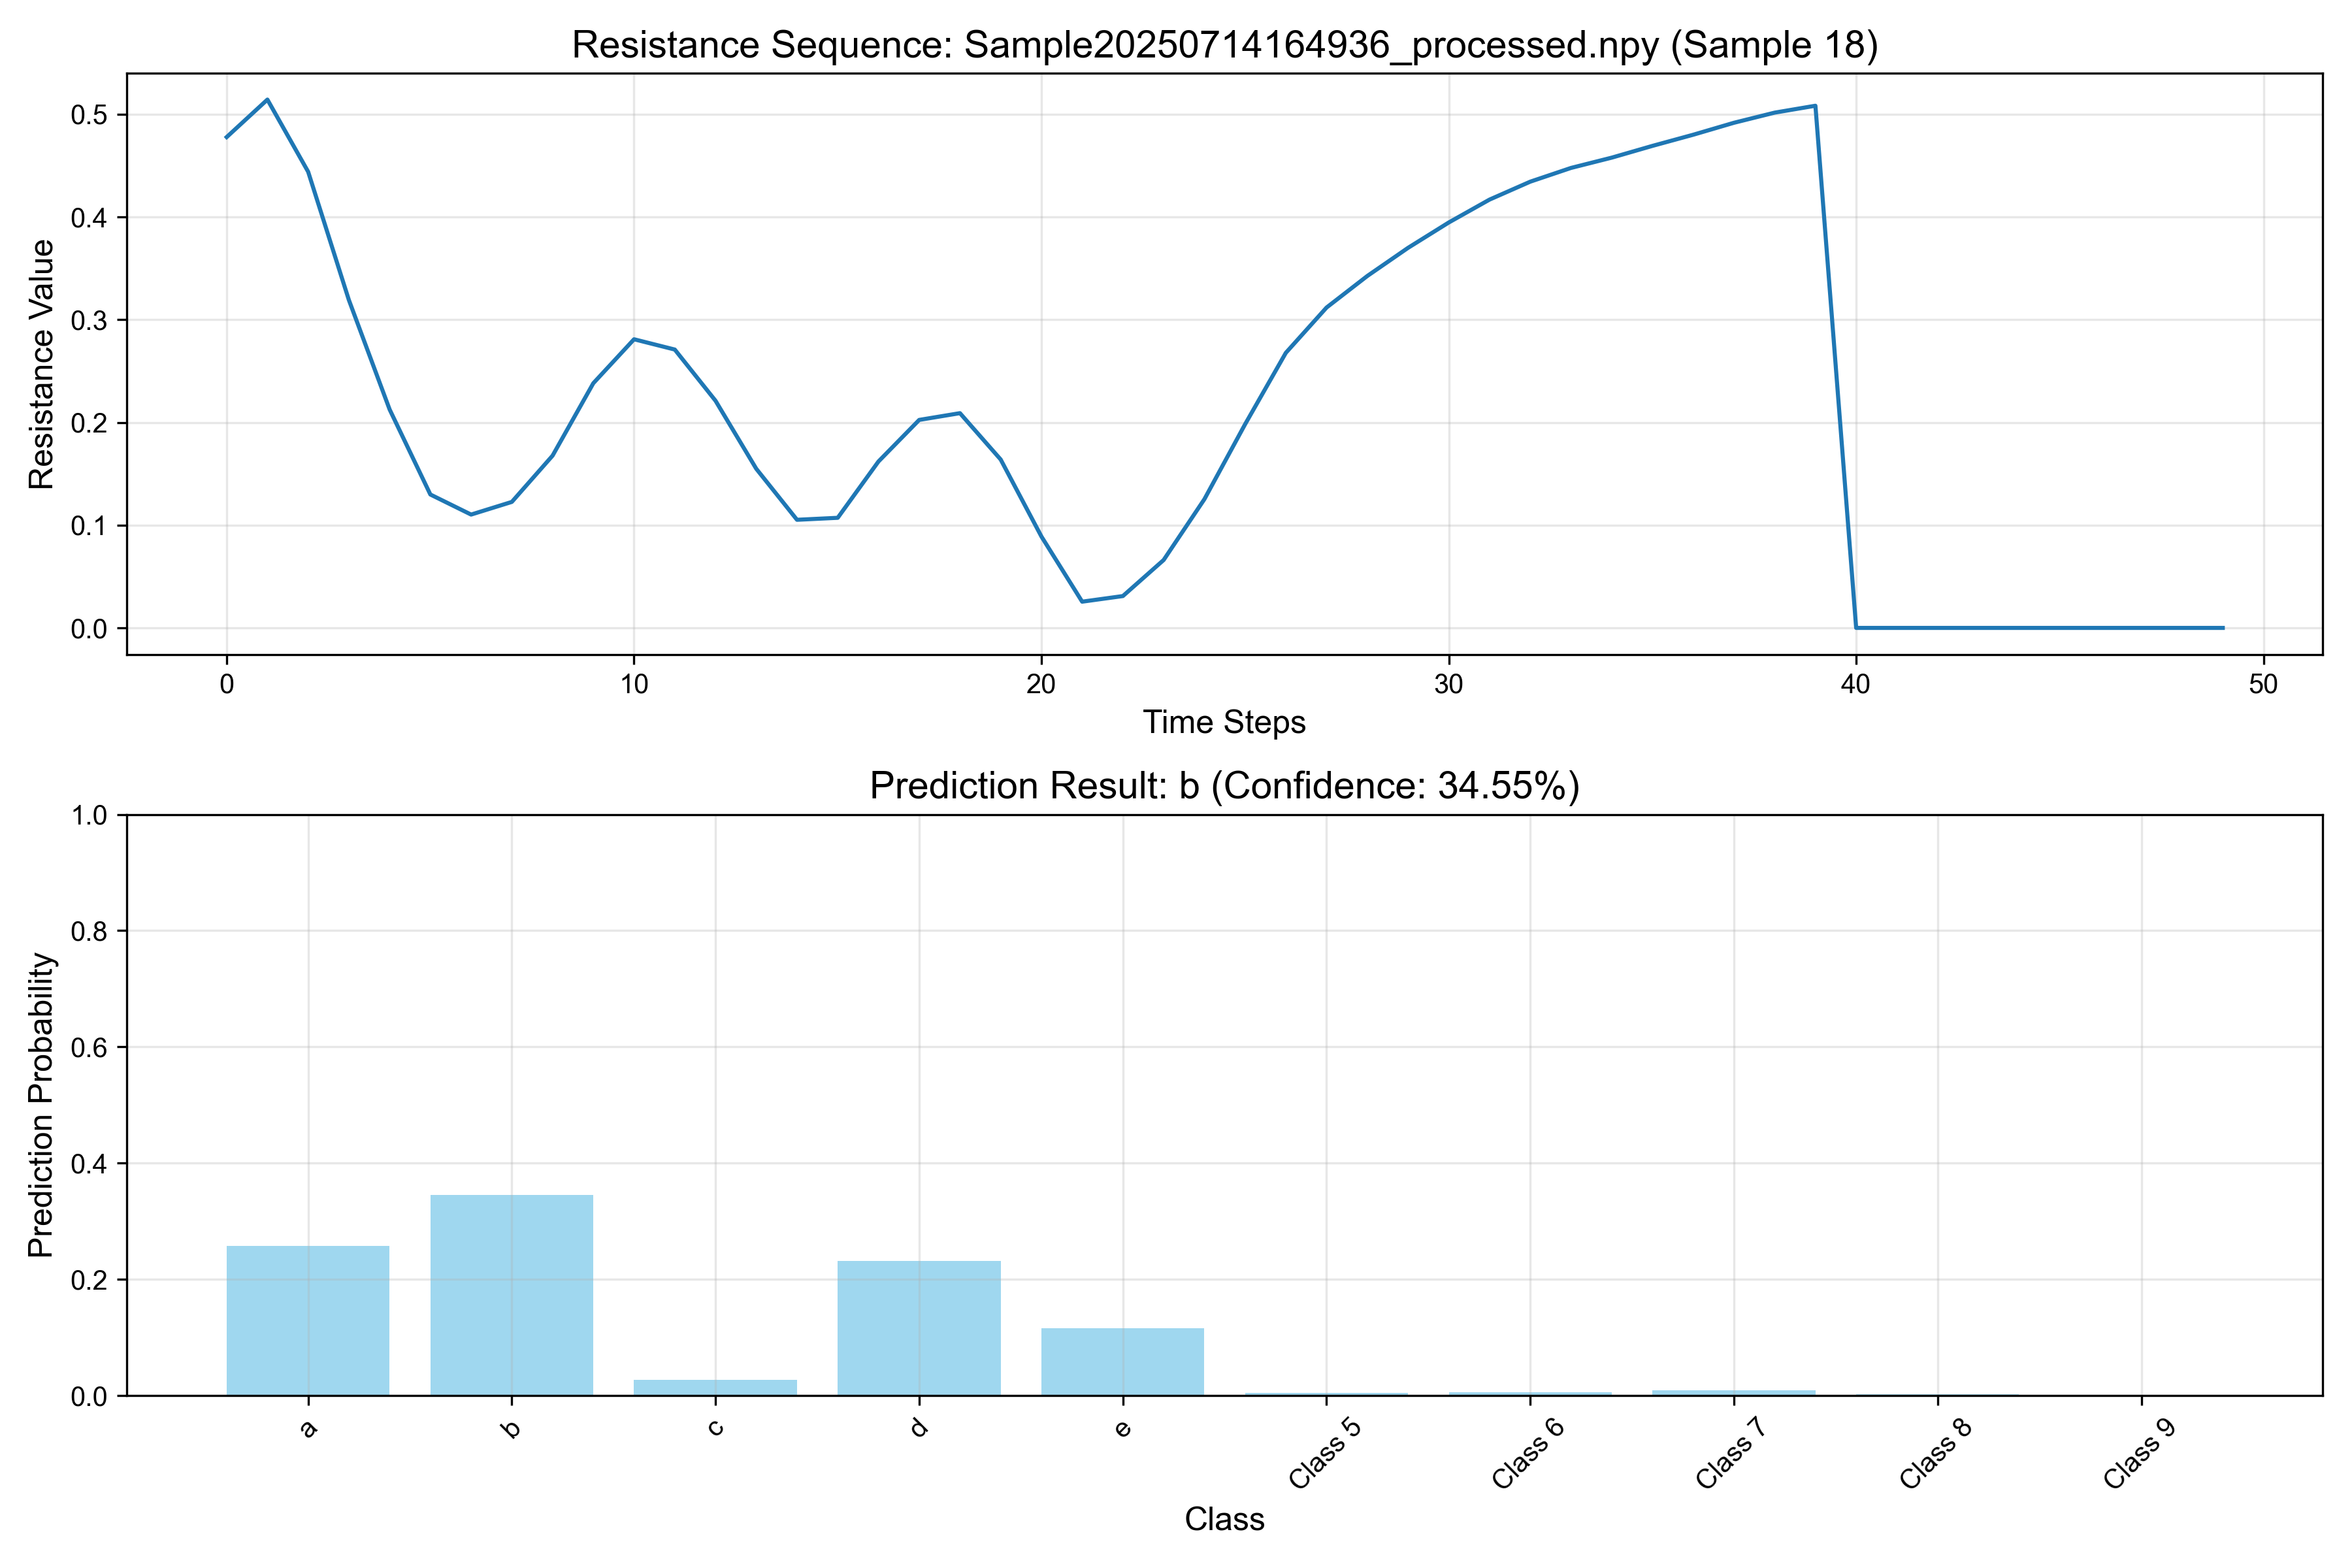 Resistance Sequence: Sample20250714164936_processed.npy (Sample 18)
Resistance Value
0.5
0.4
0.3
0.2
0.1
0.0
0 10 20 30 40 50
Time Steps
Prediction Result: b (Confidence: 34.55%)
Prediction Probability
1.0
0.8
0.6
0.4
0.2
0.0
a b c d e Class 5 Class 6 Class 7 Class 8 Class 9
Class